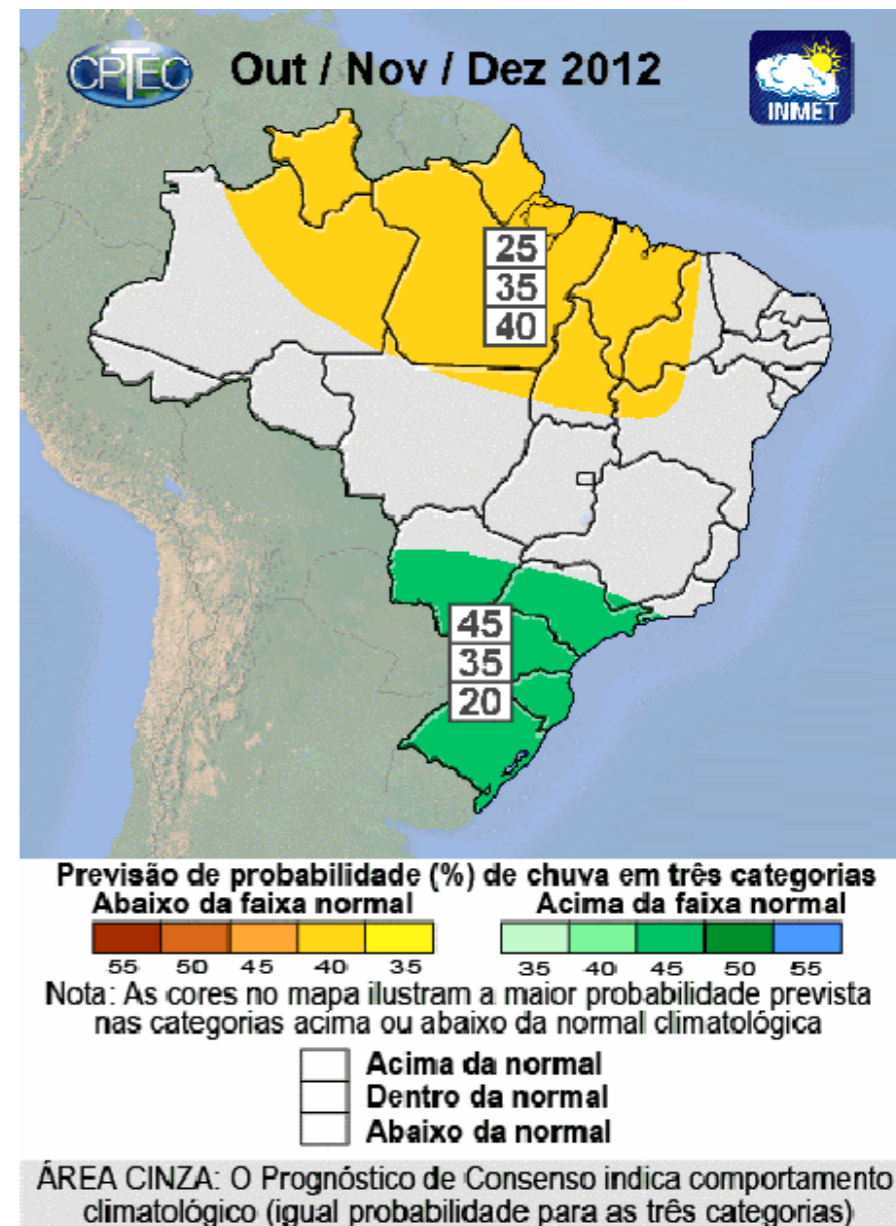 CPTEC
Out / Nov / Dez 2012
INMET
25
35
40
45
35
20
Previsão de probabilidade (%) de chuva em três categorias
Abaixo da faixa normal Acima da faixa normal
55 50 45 40 35 35 40 45 50 55
Nota: As cores no mapa ilustram a maior probabilidade prevista
nas categorias acima ou abaixo da normal climatológica
Acima da normal
Dentro da normal
Abaixo da normal
ÁREA CINZA: O Prognóstico de Consenso indica comportamento
climatológico (igual probabilidade para as três categorias)